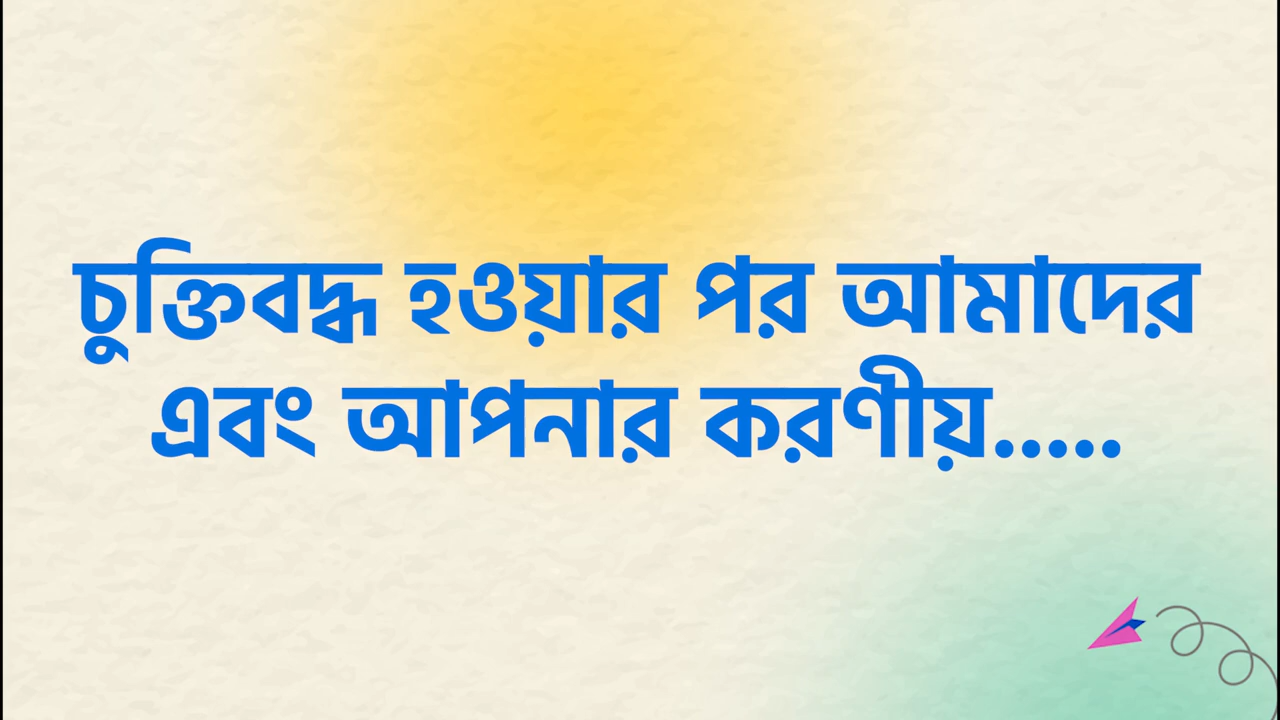 চুক্তিবদ্ধ হওয়ার পর আমাদের
এবং আপনার করণীয়.....